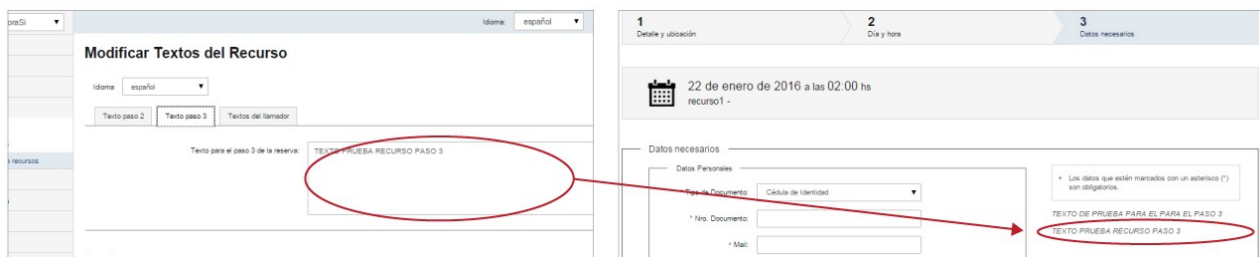 oraSi
Idioma: español
Modificar Textos del Recurso
Idioma español
Texto paso 2 Texto paso 3 Textos del llamador
Texto para el paso 3 de la reserva: TEXTO PRUEBA RECURSO PASO 3
e recursos
1
Detalle y ubicación
2
Día y hora
3
Datos necesarios
22 de enero de 2016 a las 02:00 hs
recurso1 -
Datos necesarios
Datos Personales
Tipo de Documento: Cédula de Identidad
* Nro. Documento:
* Mail:
• Los datos que estén marcados con un asterisco (*)
son obligatorios.
TEXTO DE PRUEBA PARA EL PARA EL PASO 3
TEXTO PRUEBA RECURSO PASO 3